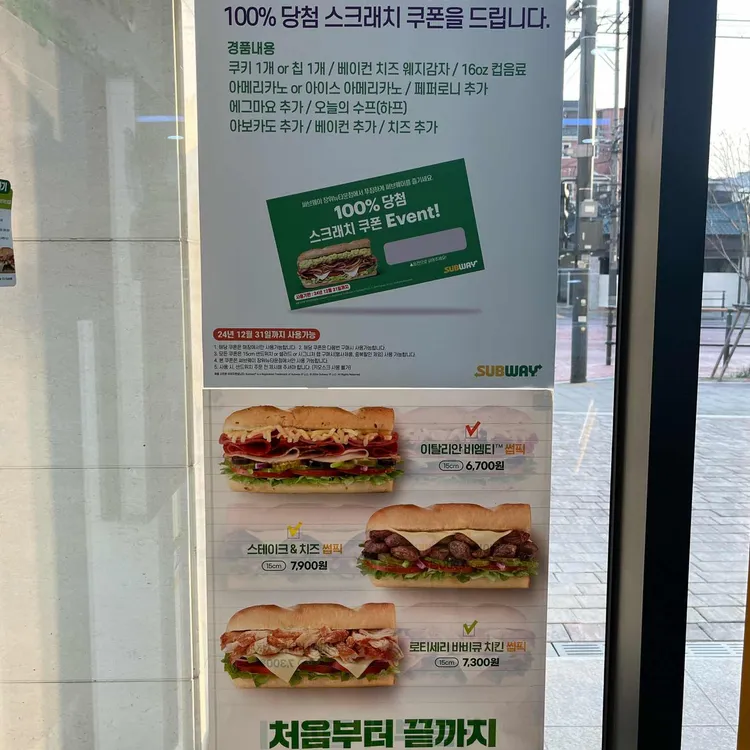 100% 당첨 스크래치 쿠폰을 드립니다.
경품내용
쿠키 1개 or 칩 1개 / 베이컨 치즈 웨지감자 / 16oz 컵음료
아메리카노 or 아이스 아메리카노 / 페퍼로니 추가
에그마요 추가 / 오늘의 수프(하프)
아보카도 추가 / 베이컨 추가 / 치즈 추가
100% 당첨
스크래치 쿠폰 Event!
SUBWAY
24년 12월 31일까지 사용가능
SUBWAY
이탈리안 비엠티™ 썹픽
15cm 6,700원
스테이크 & 치즈 썹픽
15cm 7,900원
로티세리 바비큐 치킨 썹픽
15cm 7,300원
처음부터 끝까지